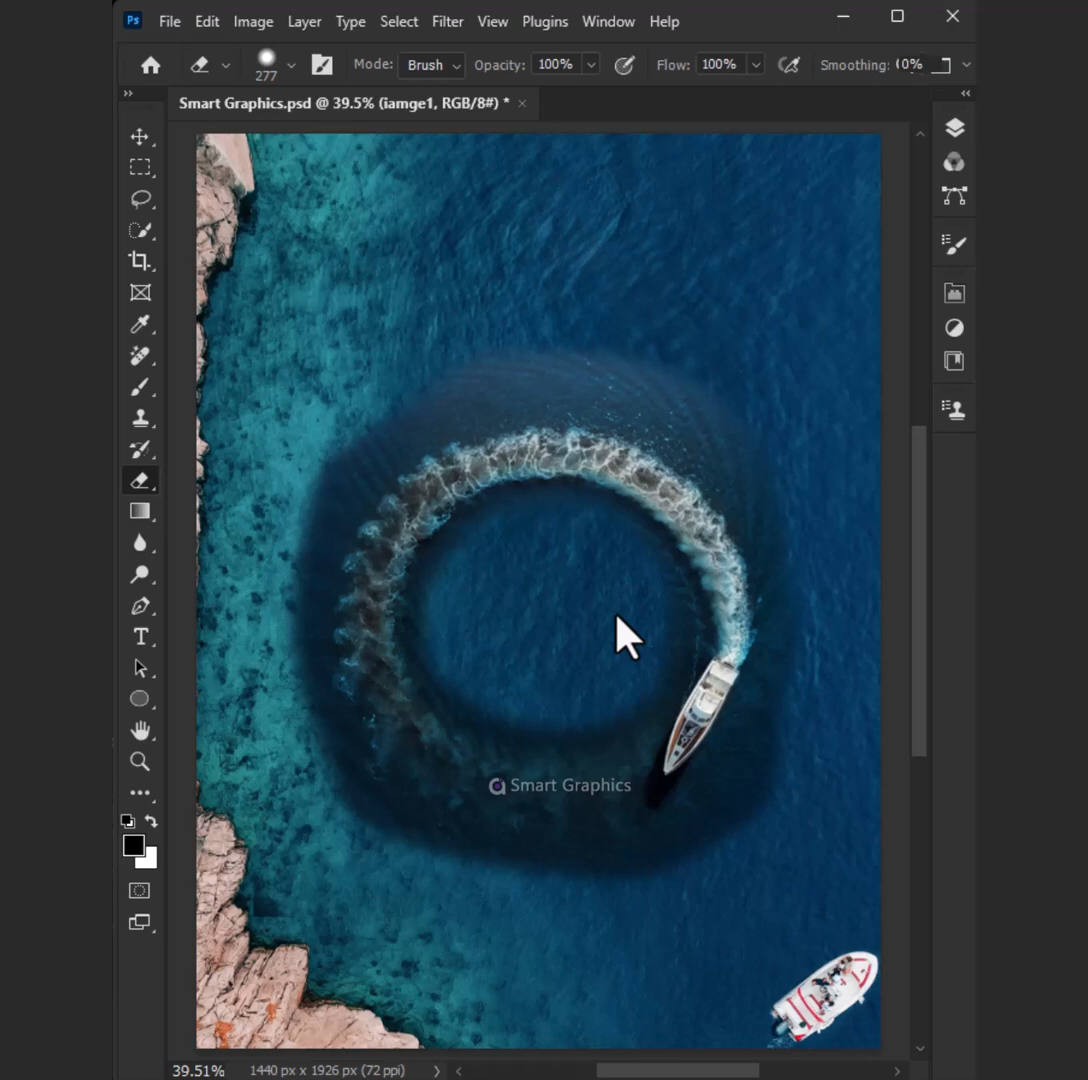 Ps File Edit Image Layer Type Select Filter View Plugins Window Help
277 Mode: Brush Opacity: 100% Flow: 100% Smoothing: 0%
Smart Graphics.psd @ 39.5% (iamge1, RGB/8#) * ×
Smart Graphics
39.51% 1440 px x 1926 px (72 ppi)